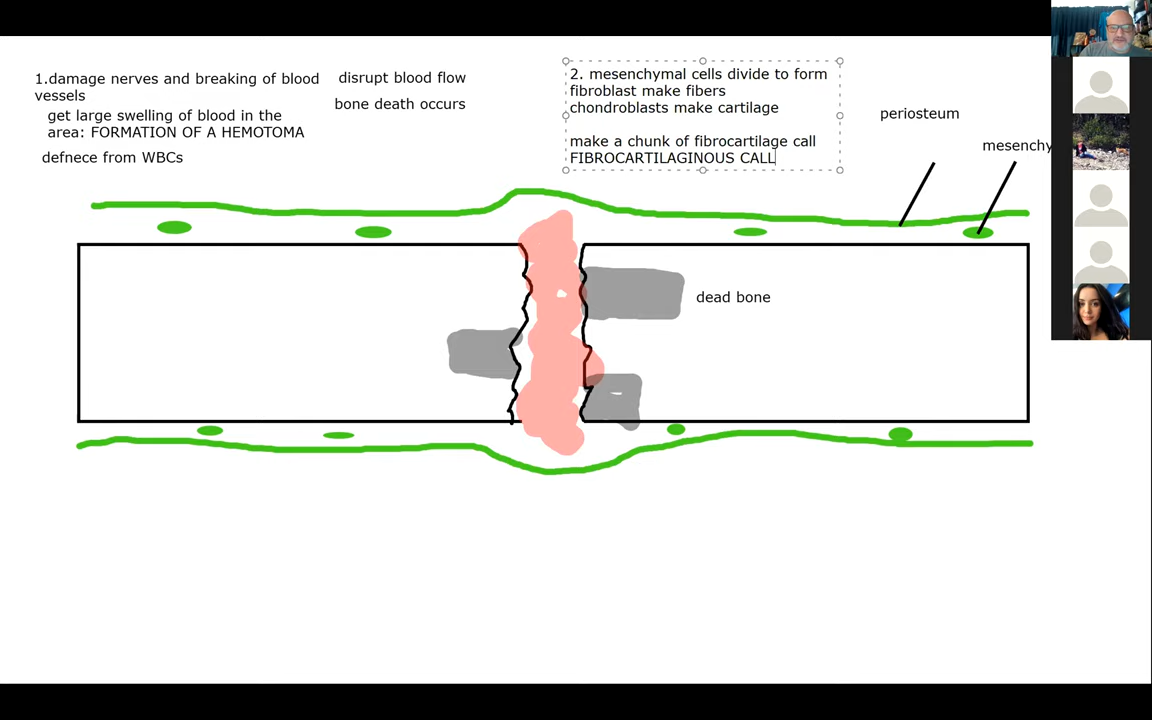 1.damage nerves and breaking of blood
vessels
get large swelling of blood in the
area: FORMATION OF A HEMOTOMA
defnece from WBCs
disrupt blood flow
bone death occurs
2. mesenchymal cells divide to form
fibroblast make fibers
chondroblasts make cartilage
make a chunk of fibrocartilage call
FIBROCARTILAGINOUS CALL
periosteum
mesenchy
dead bone